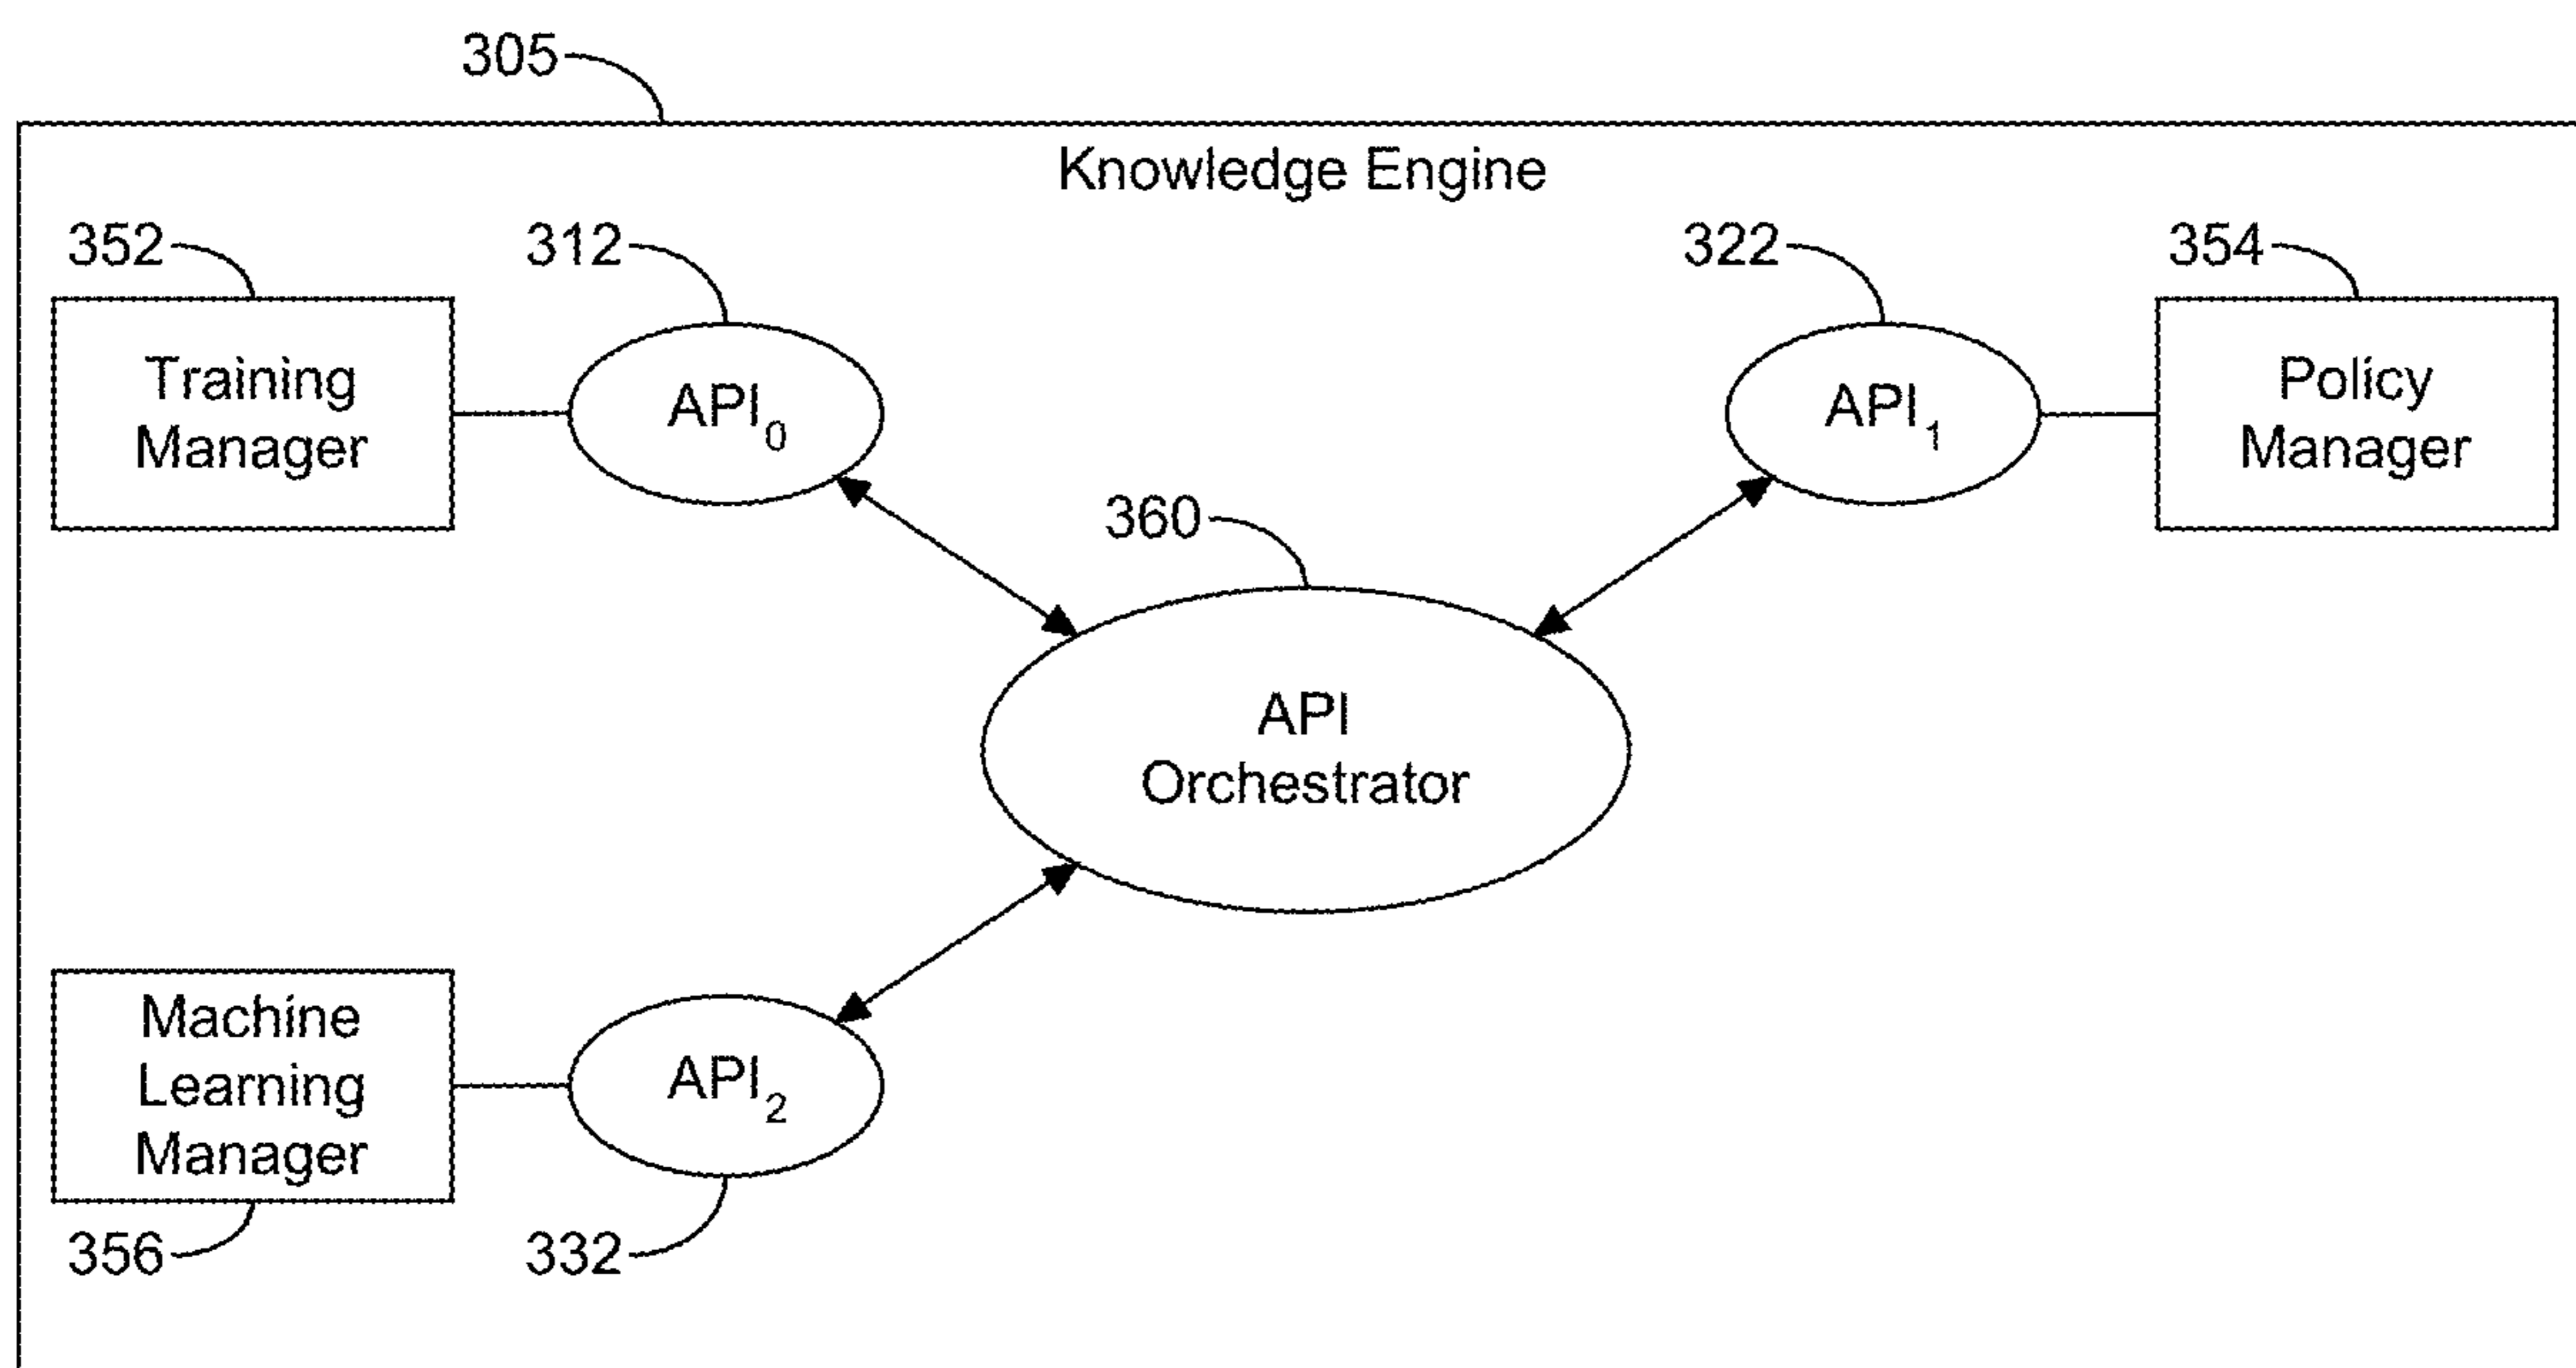 305
Knowledge Engine
352
312
322
354
Training
Manager
API₀
API₁
Policy
Manager
360
API
Orchestrator
Machine
Learning
Manager
API₂
356
332